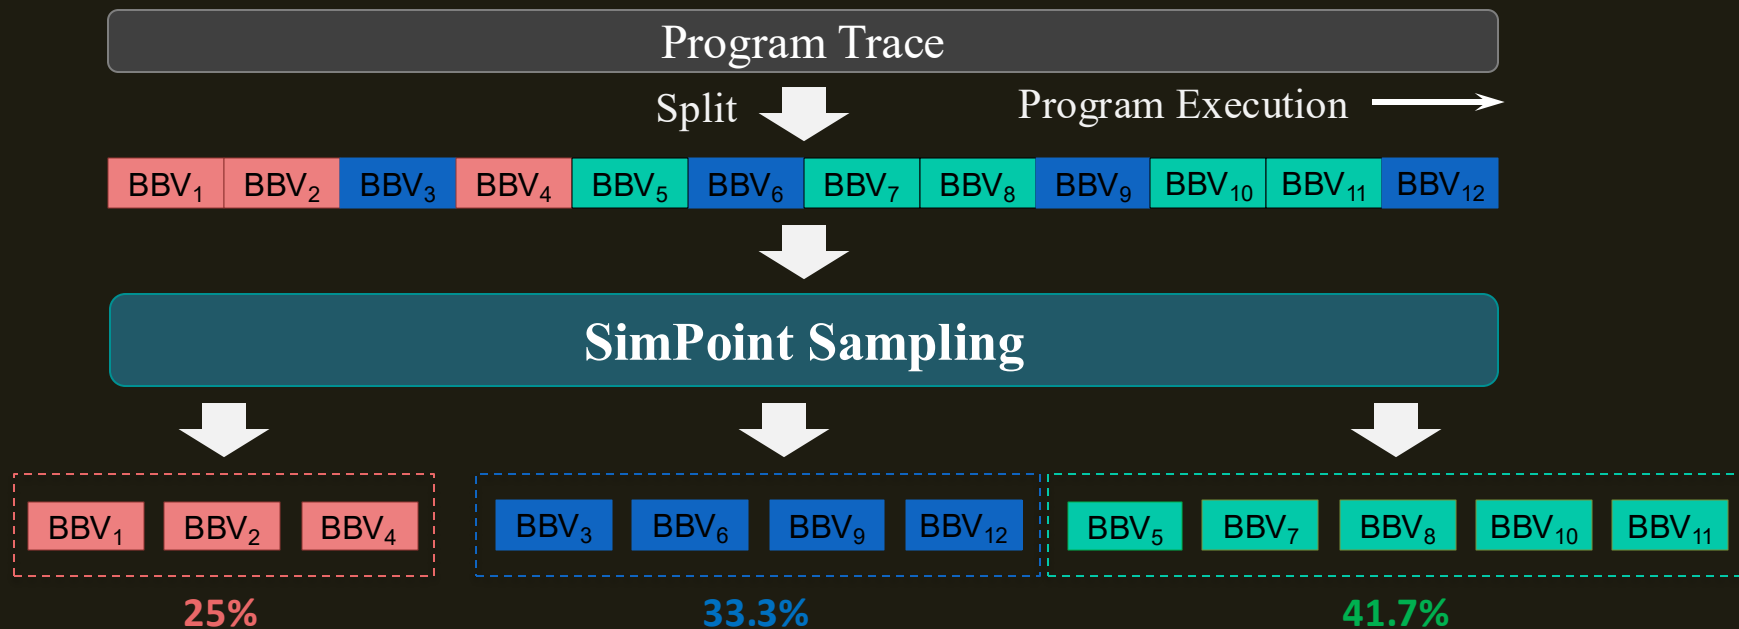 Program Trace
Split
Program Execution
BBV₁ BBV₂ BBV₃ BBV₄ BBV₅ BBV₆ BBV₇ BBV₈ BBV₉ BBV₁₀ BBV₁₁ BBV₁₂
SimPoint Sampling
BBV₁ BBV₂ BBV₄ BBV₃ BBV₆ BBV₉ BBV₁₂ BBV₅ BBV₇ BBV₈ BBV₁₀ BBV₁₁
25% 33.3% 41.7%